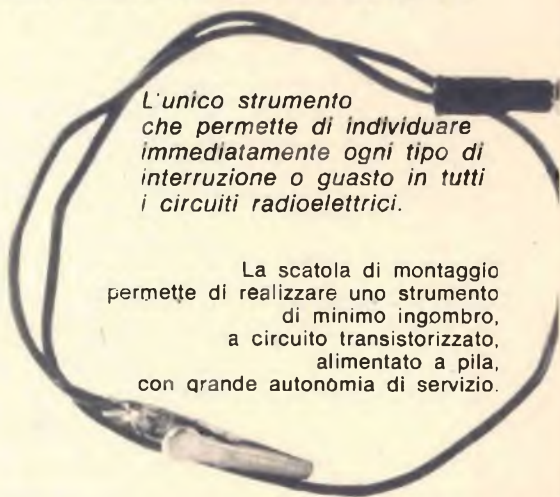 L'unico strumento
che permette di individuare
immediatamente ogni tipo di
interruzione o guasto in tutti
i circuiti radioelettrici.
La scatola di montaggio
permette di realizzare uno strumento
di minimo ingombro,
a circuito transistorizzato,
alimentato a pila,
con grande autonomia di servizio.